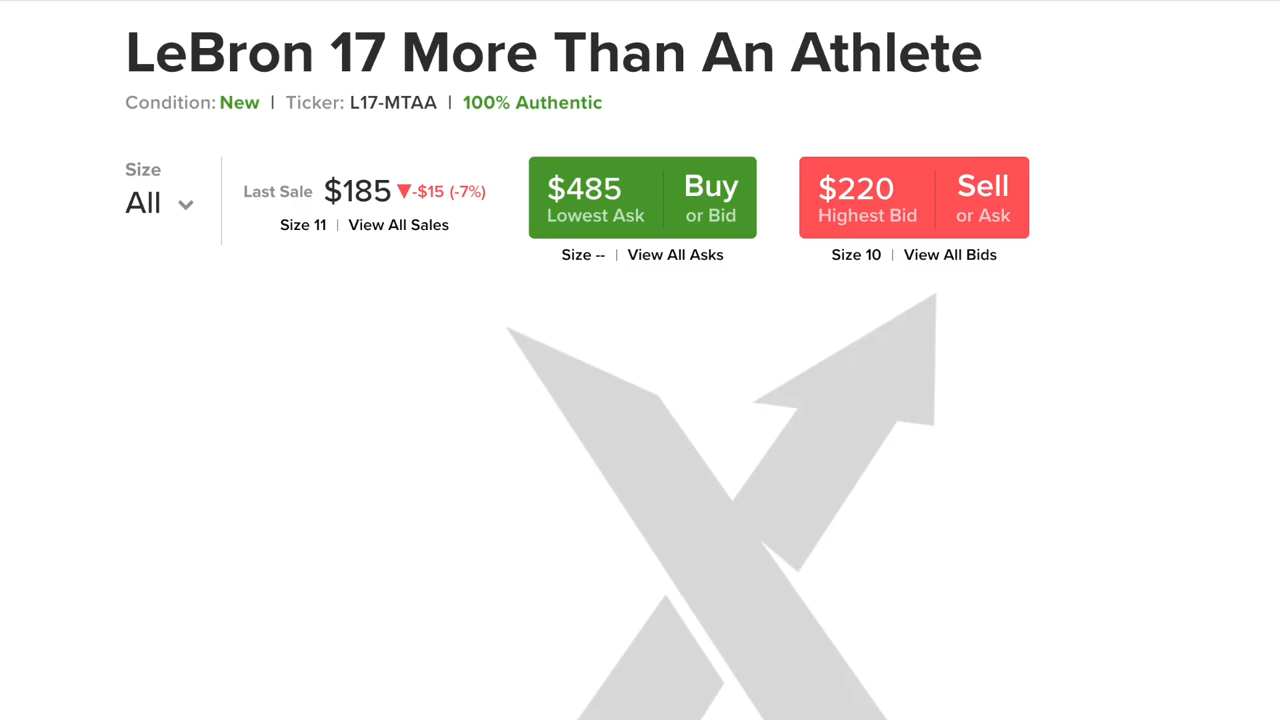 LeBron 17 More Than An Athlete
Condition: New | Ticker: L17-MTAA | 100% Authentic
Size
All
Last Sale $185 ▼-$15 (-7%)
Size 11 | View All Sales
$485
Lowest Ask
Buy
or Bid
Size -- | View All Asks
$220
Highest Bid
Sell
or Ask
Size 10 | View All Bids